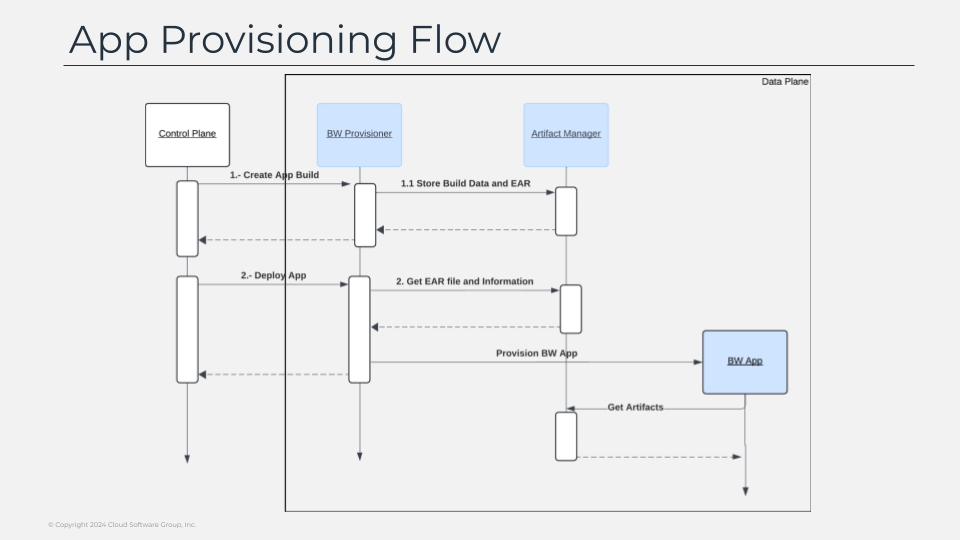 App Provisioning Flow
Data Plane
Control Plane
BW Provisioner
Artifact Manager
1.- Create App Build
1.1 Store Build Data and EAR
2.- Deploy App
2. Get EAR file and Information
Provision BW App
BW App
Get Artifacts
© Copyright 2024 Cloud Software Group, Inc.